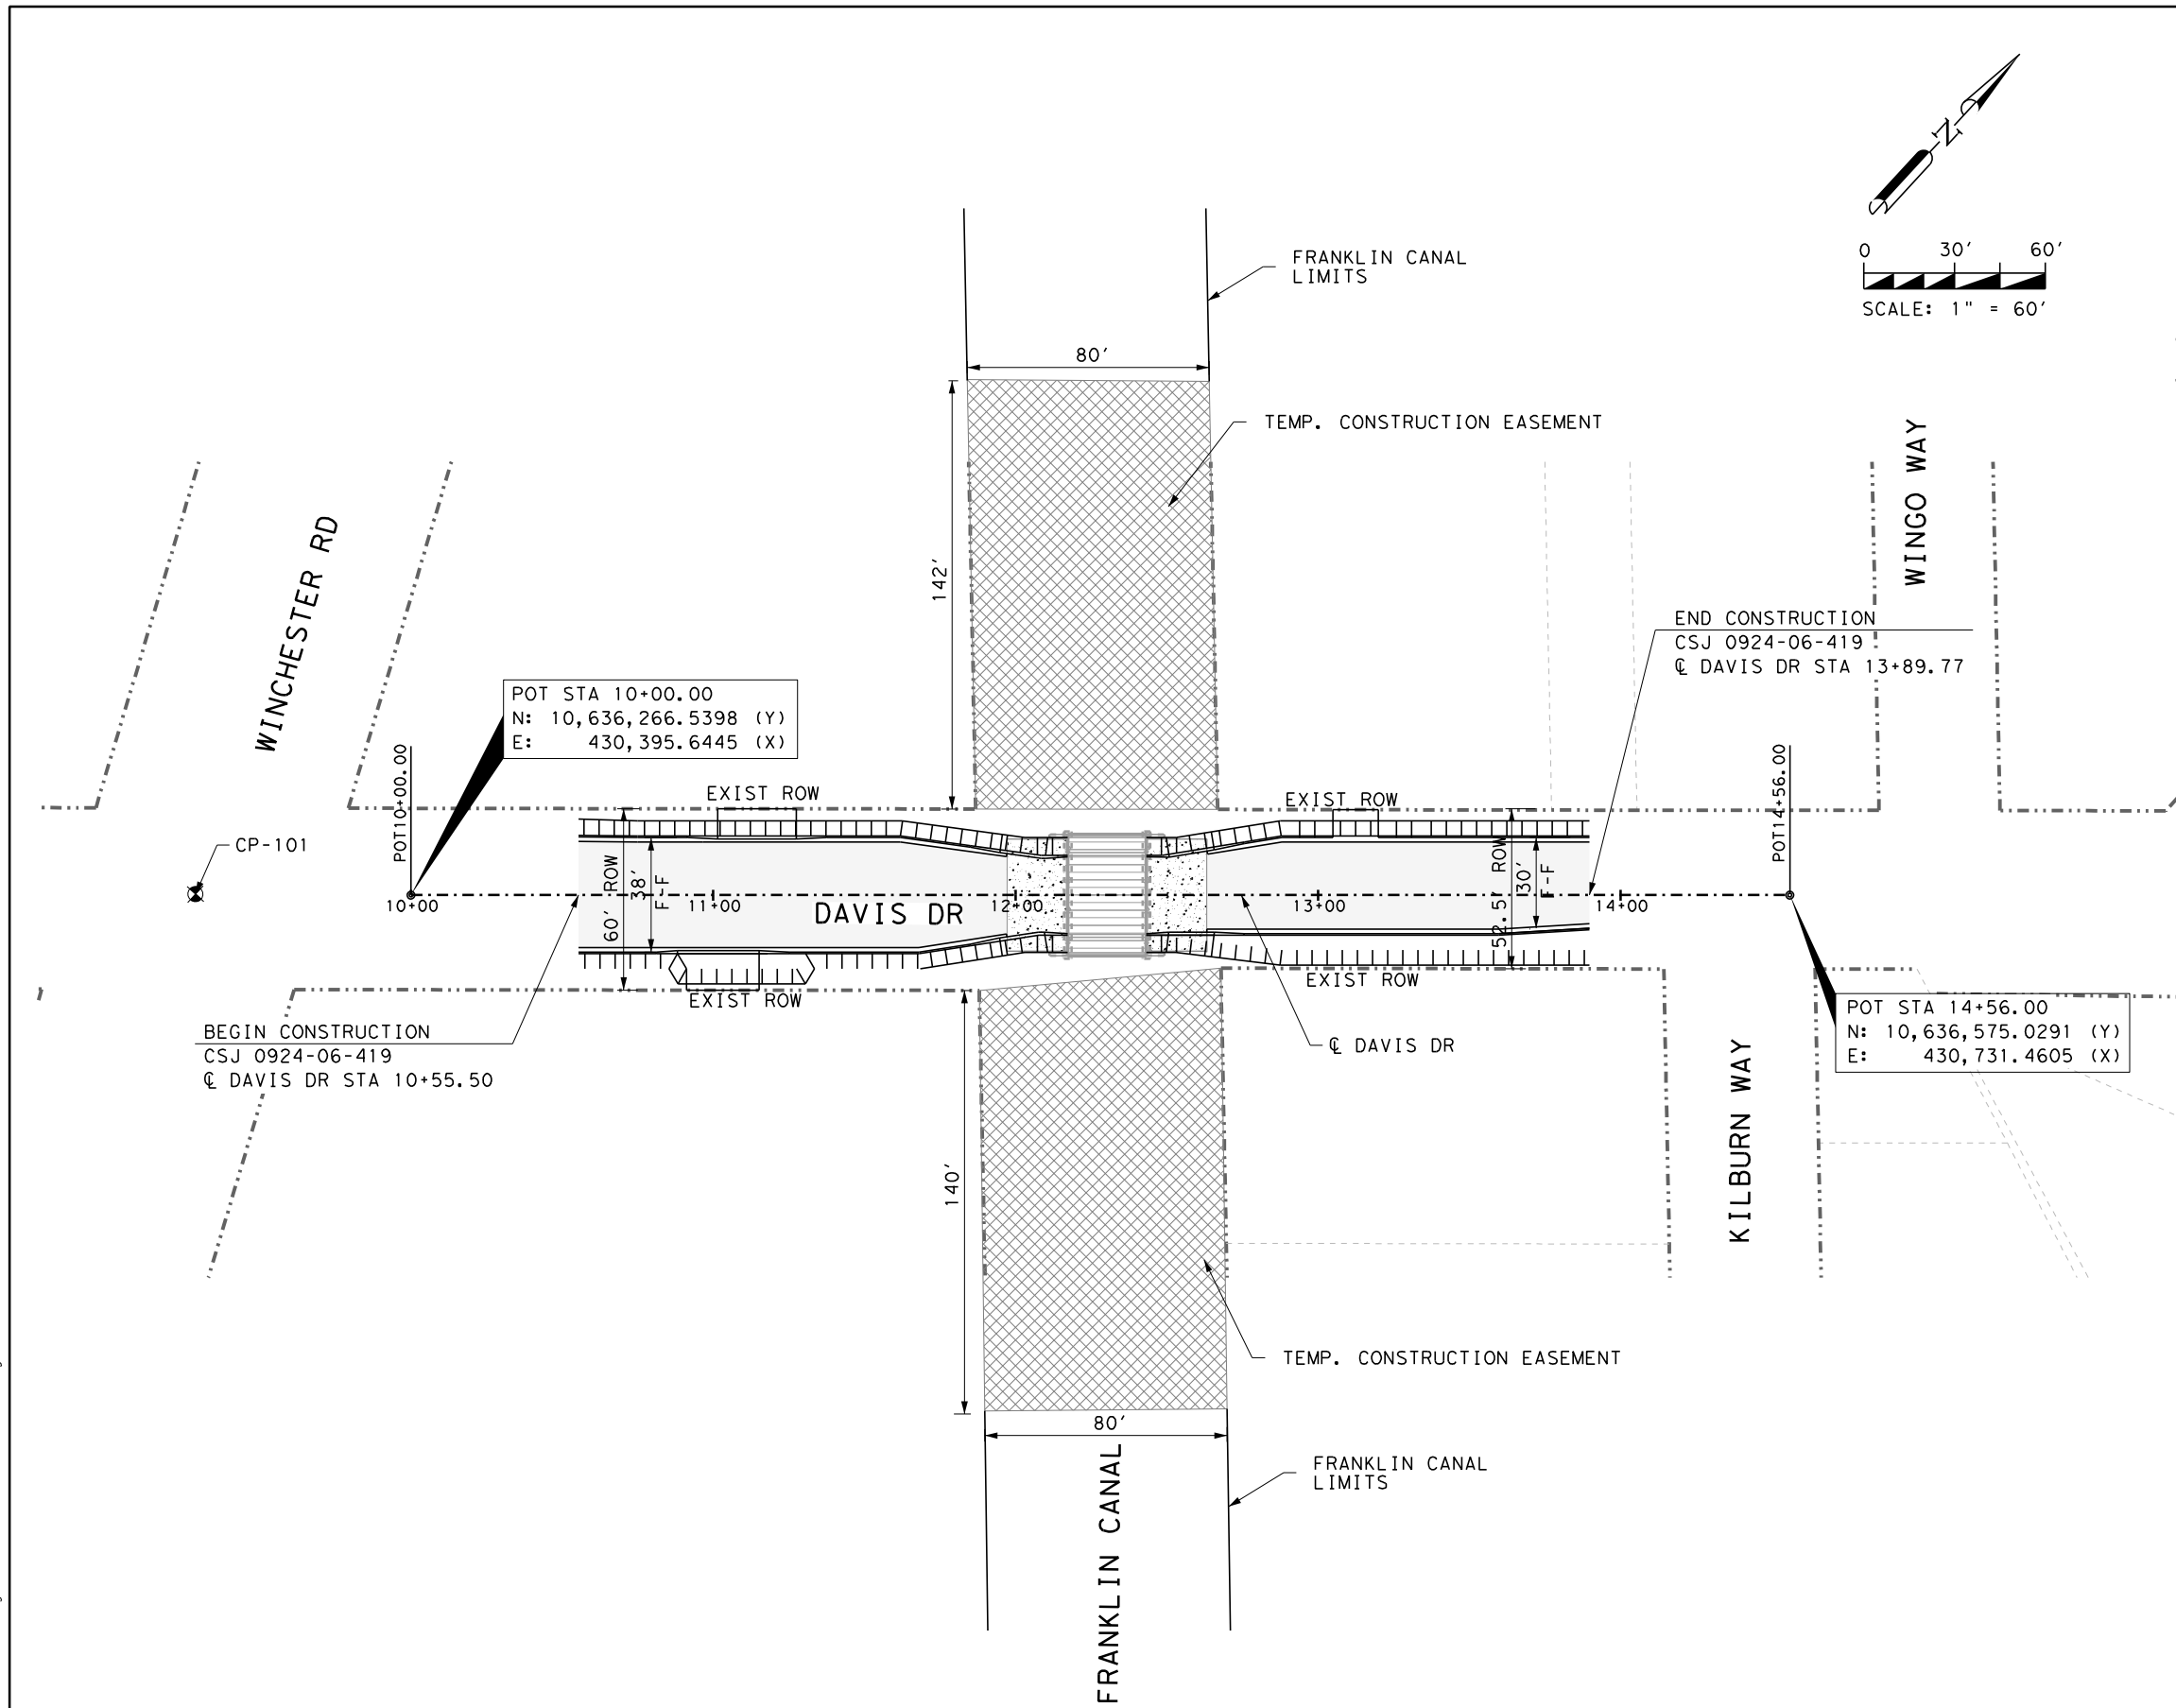 N
0 30' 60'
SCALE: 1" = 60'
FRANKLIN CANAL
LIMITS
80'
TEMP. CONSTRUCTION EASEMENT
142'
WINCHESTER RD
WINGO WAY
END CONSTRUCTION
CSJ 0924-06-419
℄ DAVIS DR STA 13+89.77
POT STA 10+00.00
N: 10,636,266.5398 (Y)
E: 430,395.6445 (X)
POT10+00.00
POT14+56.00
EXIST ROW
EXIST ROW
CP-101
60' ROW
38'
F-F
52.5' ROW
30'
F-F
10+00
11+00
DAVIS DR
12+00
13+00
14+00
EXIST ROW
EXIST ROW
BEGIN CONSTRUCTION
CSJ 0924-06-419
℄ DAVIS DR STA 10+55.50
℄ DAVIS DR
POT STA 14+56.00
N: 10,636,575.0291 (Y)
E: 430,731.4605 (X)
KILBURN WAY
140'
TEMP. CONSTRUCTION EASEMENT
80'
FRANKLIN CANAL
LIMITS
FRANKLIN CANAL